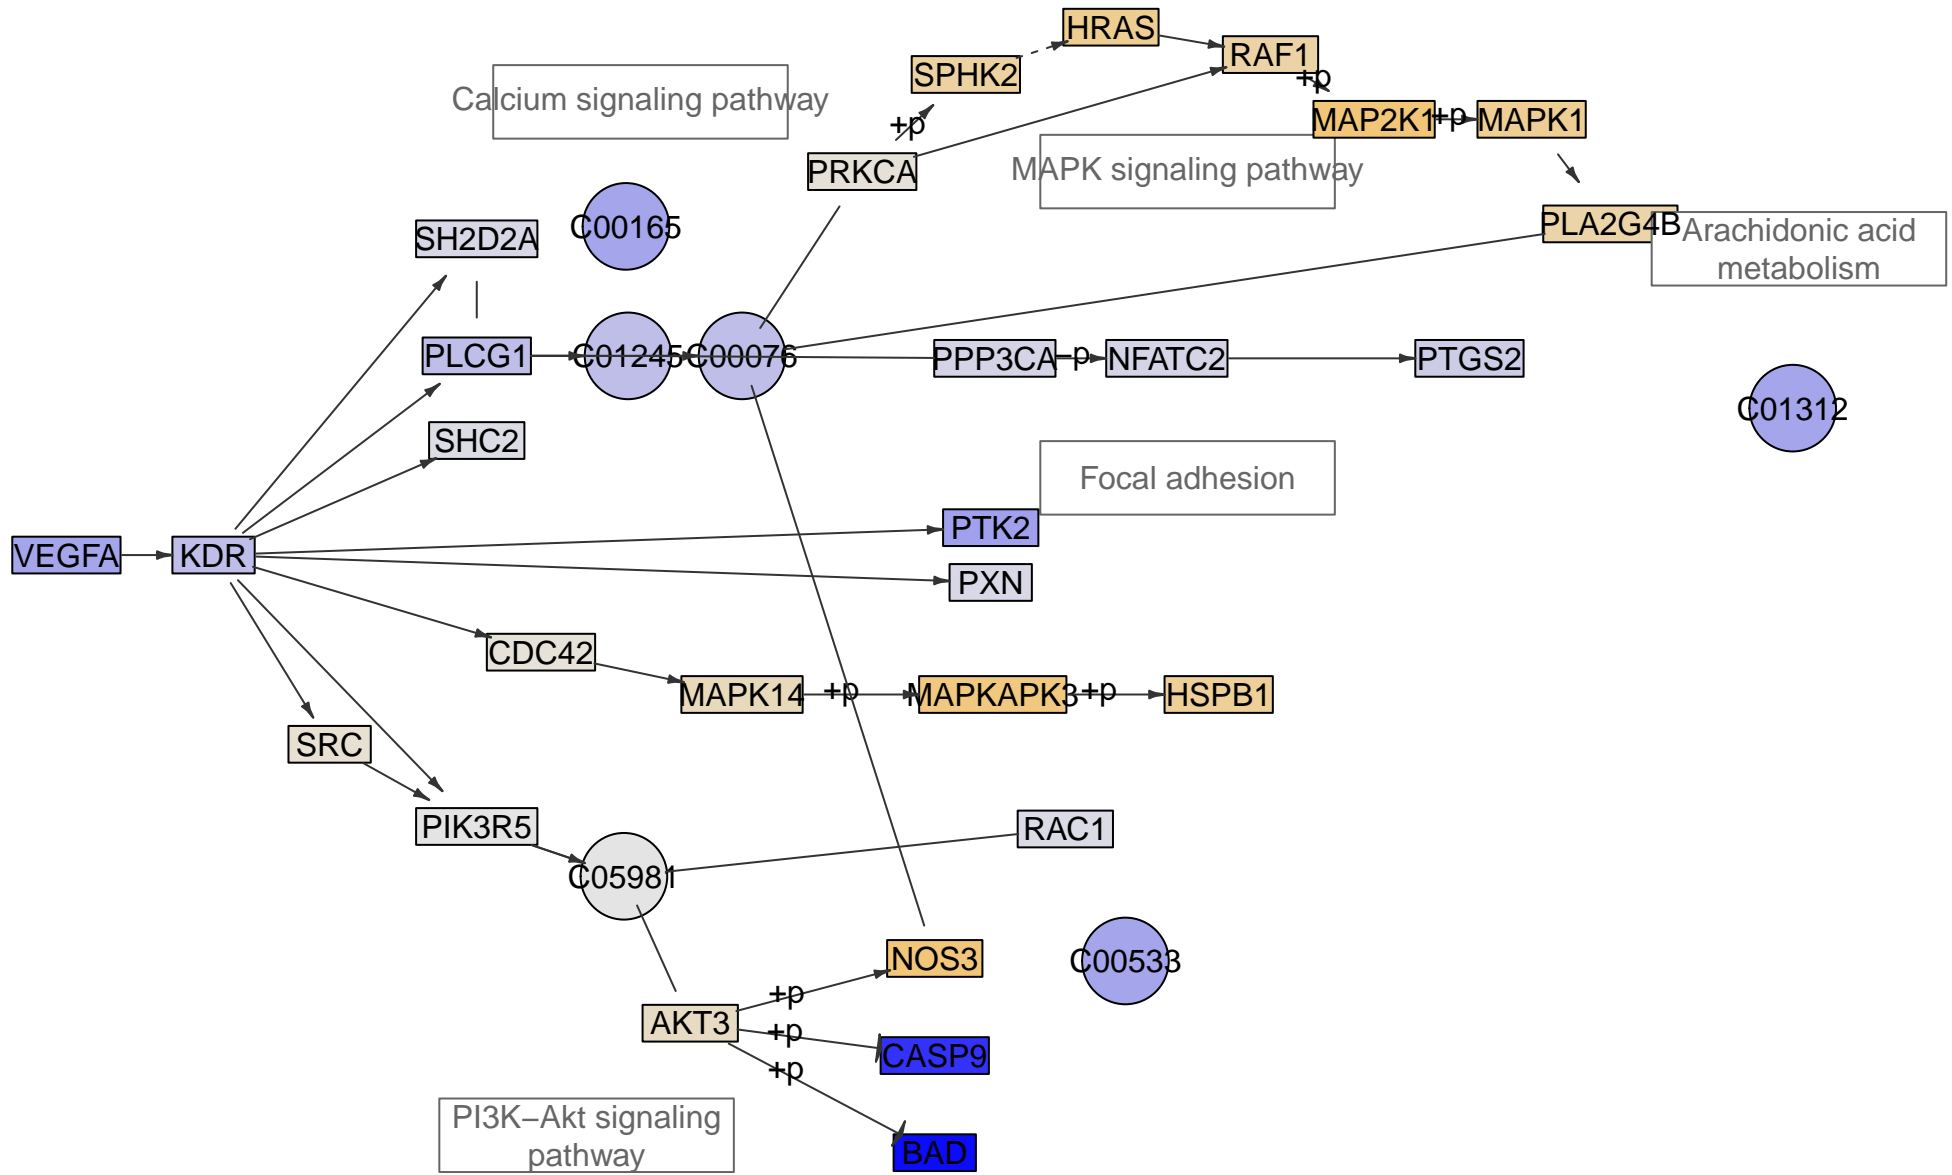 HRAS
RAF1
+p
SPHK2
Calcium signaling pathway
+p
MAP2K1
+p
MAPK1
PRKCA
MAPK signaling pathway
C00165
SH2D2A
PLA2G4B
Arachidonic acid
metabolism
PLCG1
C01245
C00076
PPP3CA
−p
NFATC2
PTGS2
C01312
SHC2
Focal adhesion
PTK2
VEGFA
KDR
PXN
CDC42
MAPK14
+p
MAPKAPK3
+p
HSPB1
SRC
PIK3R5
RAC1
C05981
NOS3
C00533
+p
AKT3
+p
CASP9
+p
PI3K−Akt signaling
pathway
BAD